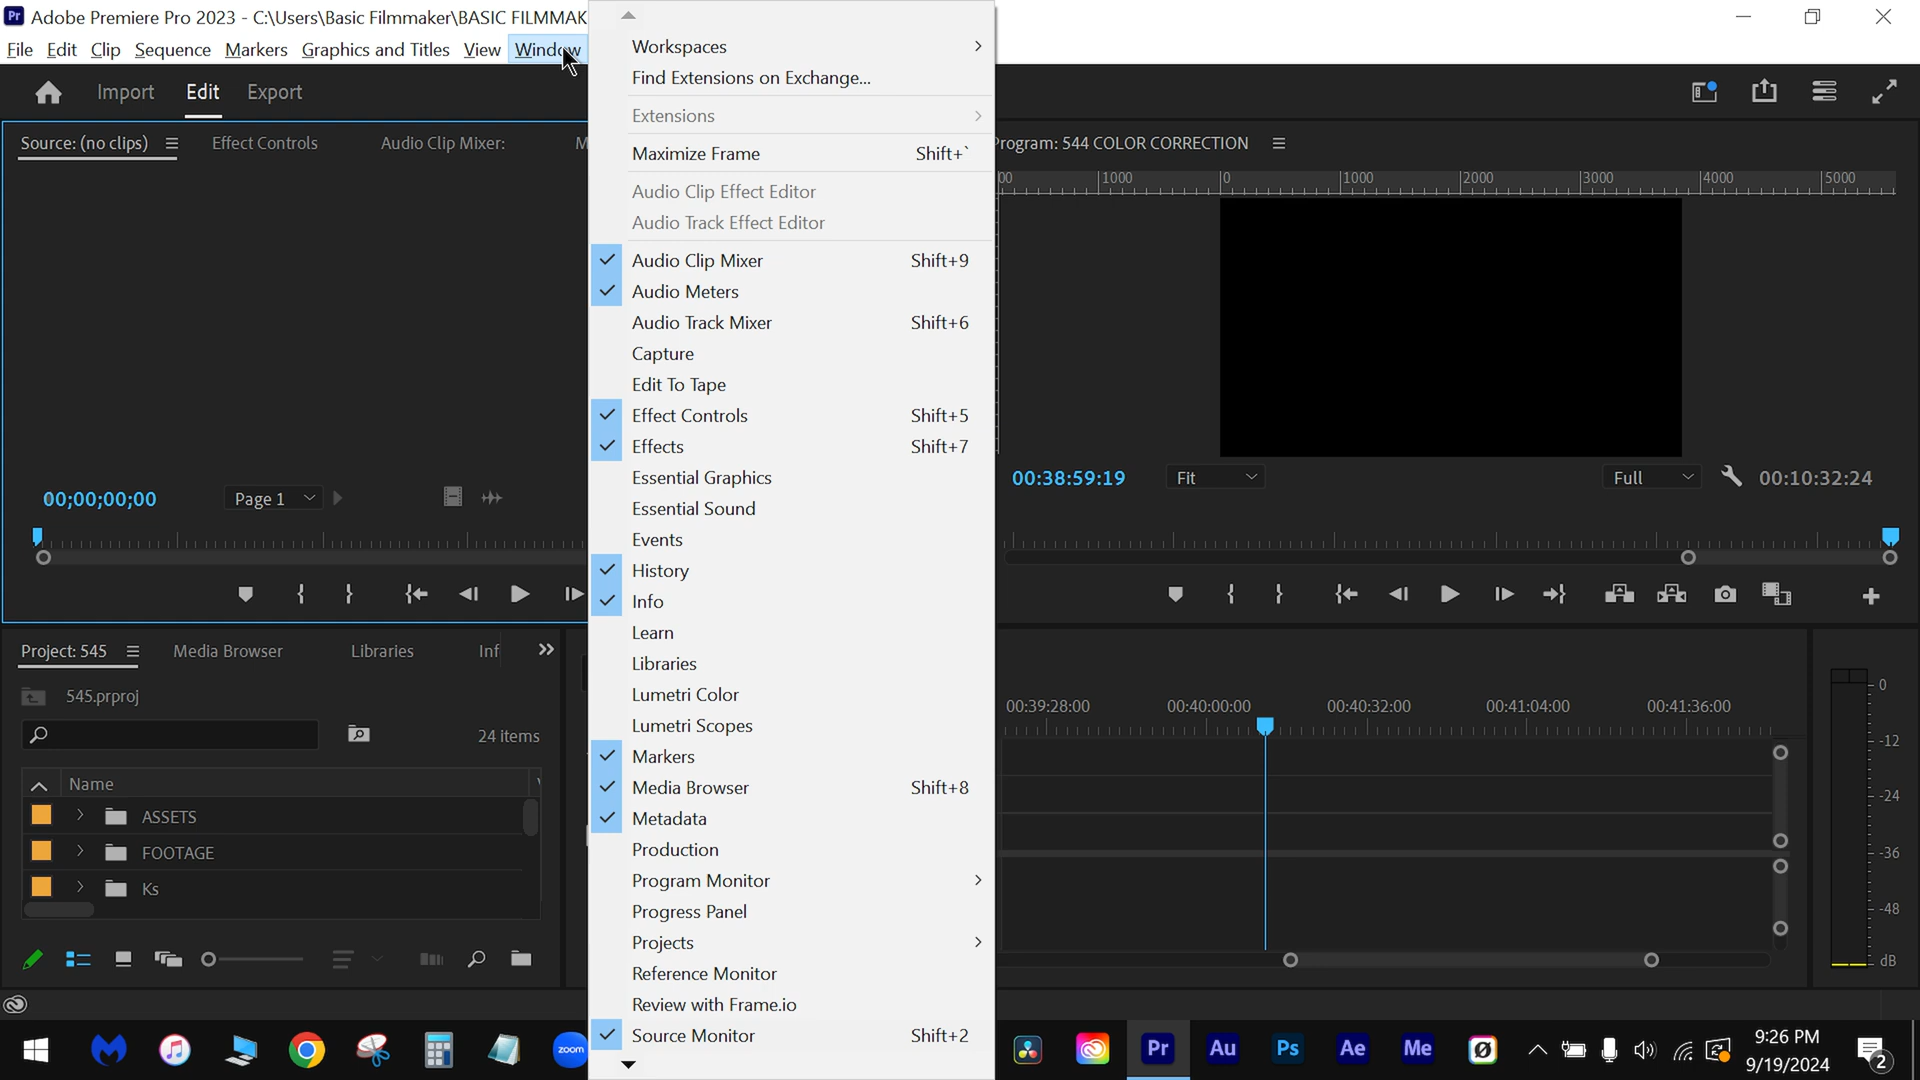 Pr Adobe Premiere Pro 2023 - C:\Users\Basic Filmmaker\BASIC FILMMAK
File Edit Clip Sequence Markers Graphics and Titles View Window
Import Edit Export
Source: (no clips) Effect Controls Audio Clip Mixer: M
00;00;00;00 Page 1
Project: 545 Media Browser Libraries Inf
545.prproj
24 items
Name
ASSETS
FOOTAGE
Ks
Workspaces
Find Extensions on Exchange...
Extensions
Maximize Frame Shift+`
Audio Clip Effect Editor
Audio Track Effect Editor
Audio Clip Mixer Shift+9
Audio Meters
Audio Track Mixer Shift+6
Capture
Edit To Tape
Effect Controls Shift+5
Effects Shift+7
Essential Graphics
Essential Sound
Events
History
Info
Learn
Libraries
Lumetri Color
Lumetri Scopes
Markers
Media Browser Shift+8
Metadata
Production
Program Monitor
Progress Panel
Projects
Reference Monitor
Review with Frame.io
Source Monitor Shift+2
rogram: 544 COLOR CORRECTION
00 1000 0 1000 2000 3000 4000 5000
00:38:59:19 Fit Full 00:10:32:24
00:39:28:00 00:40:00:00 00:40:32:00 00:41:04:00 00:41:36:00
0
-12
-24
-36
-48
dB
zoom Pr Au Ps Ae Me
9:26 PM
9/19/2024
2